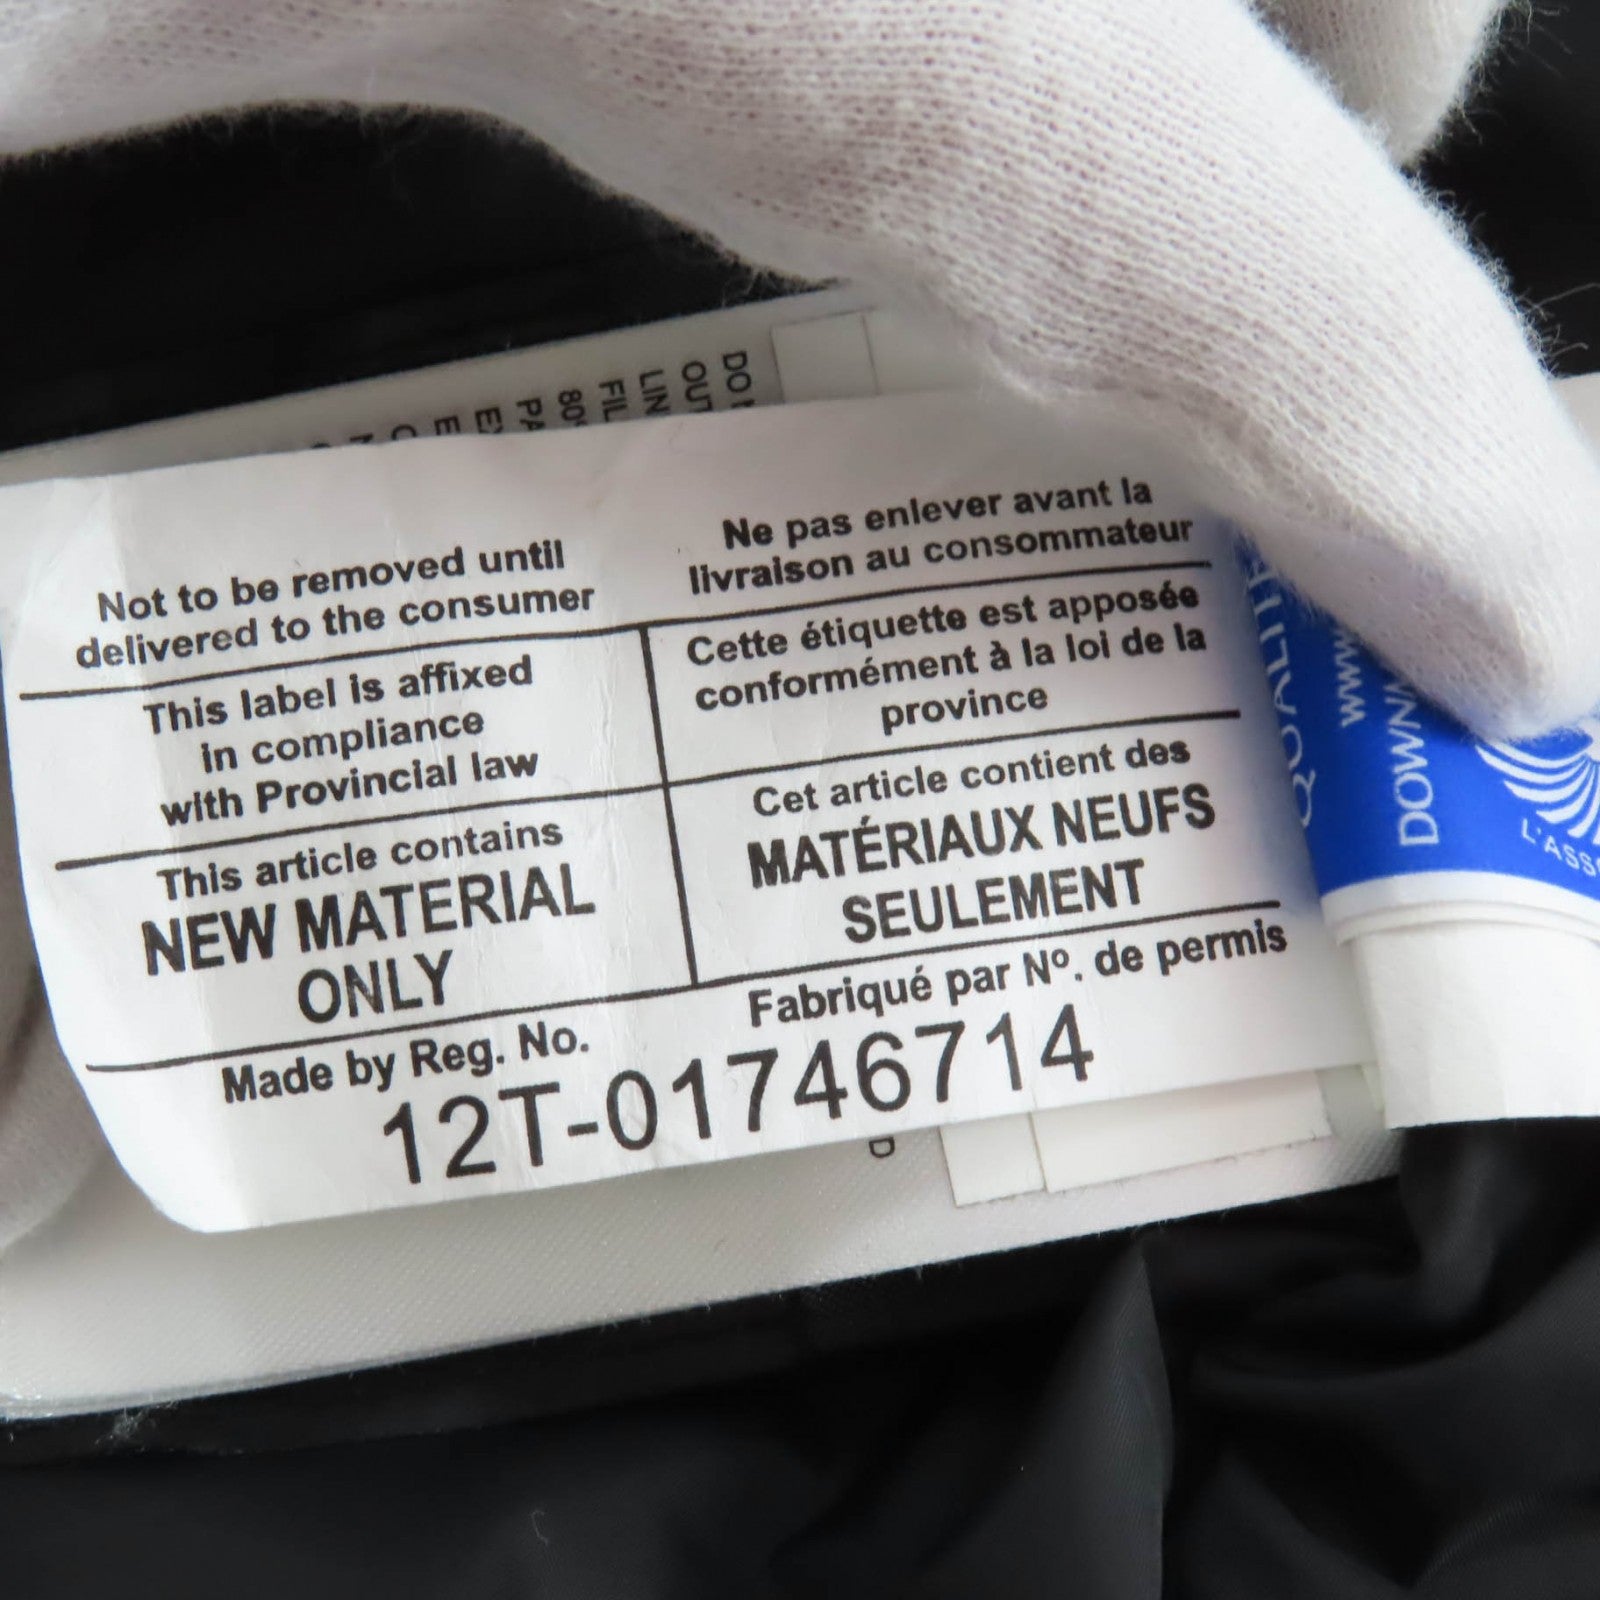 Not to be removed until
delivered to the consumer
Ne pas enlever avant la
livraison au consommateur
This label is affixed
in compliance
with Provincial law
Cette étiquette est apposée
conformément à la loi de la
province
This article contains
NEW MATERIAL
ONLY
Cet article contient des
MATÉRIAUX NEUFS
SEULEMENT
Made by Reg. No.
Fabriqué par Nº. de permis
12T-01746714
DO